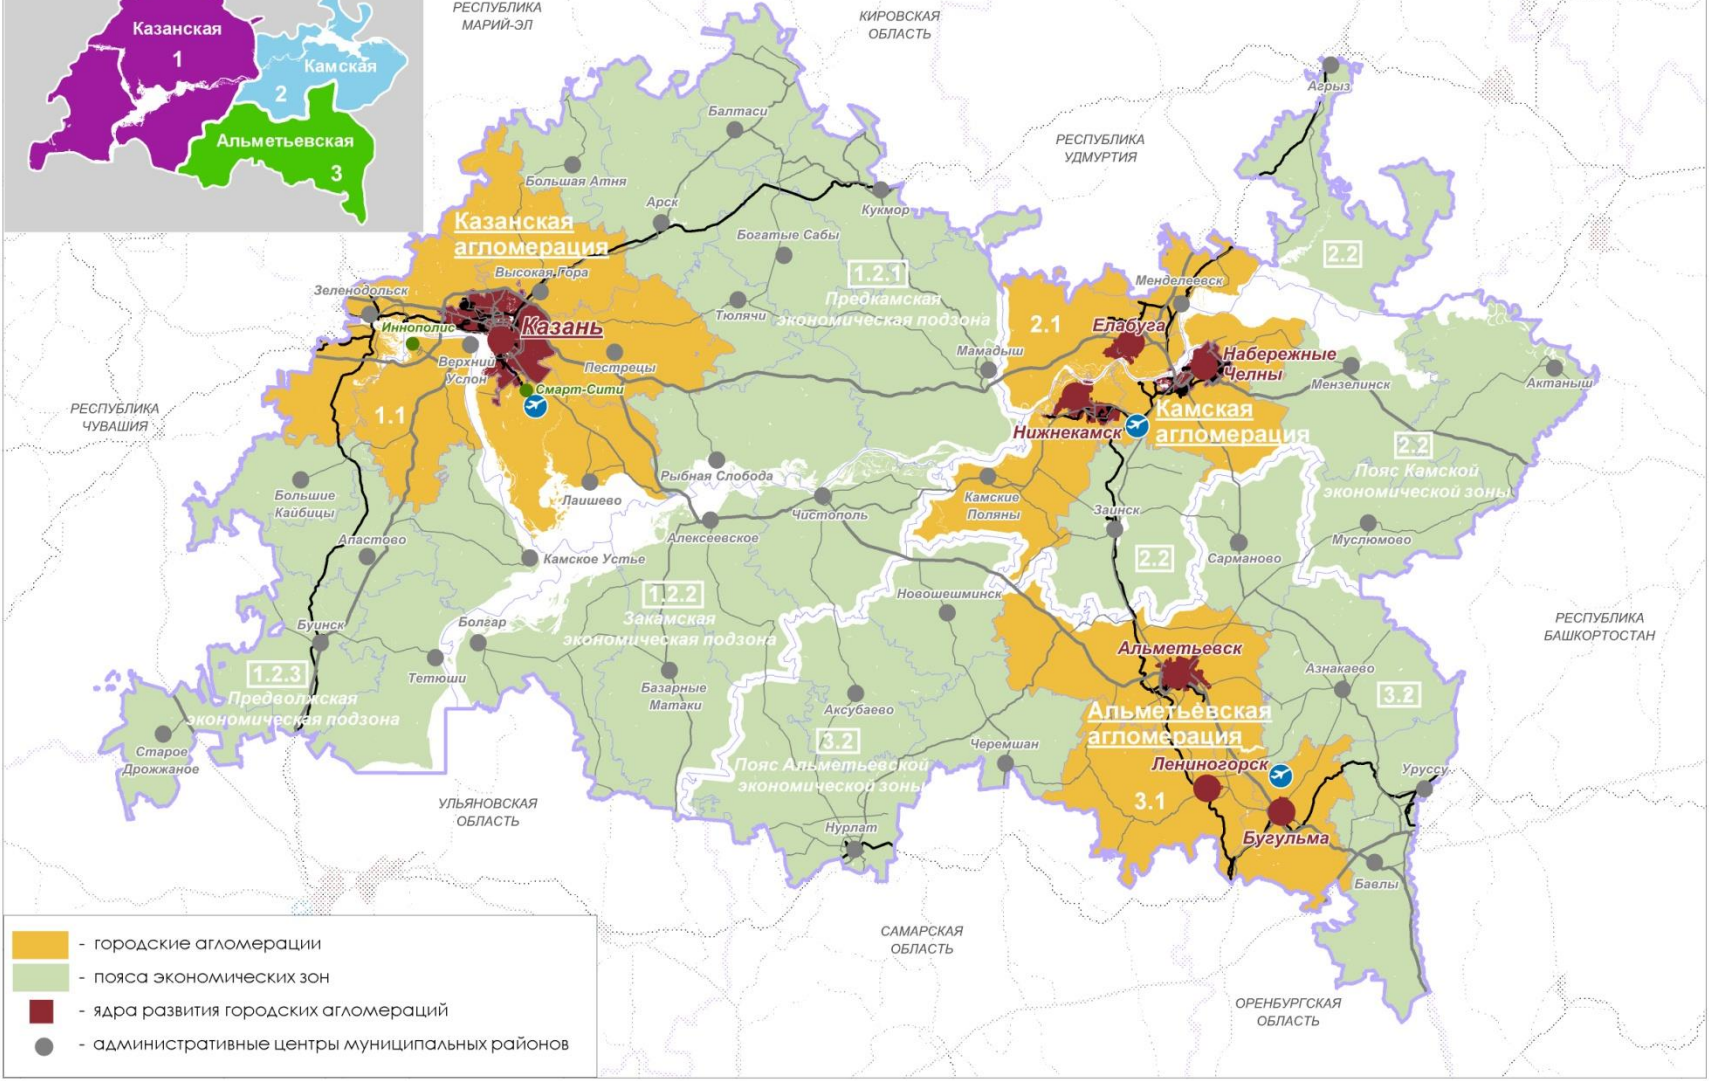 Казанская
1
Камская
2
Альметьевская
3
РЕСПУБЛИКА
МАРИЙ-ЭЛ
КИРОВСКАЯ
ОБЛАСТЬ
РЕСПУБЛИКА
УДМУРТИЯ
Агрыз
Балтаси
Большая Атня
Арск
Кукмор
Богатые Сабы
Казанская
агломерация
Высокая Гора
1.2.1
Предкамская
экономическая подзона
Тюлячи
2.2
Менделеевск
Зеленодольск
Иннополис
Казань
Верхний
Услон
Пестрецы
Смарт-Сити
Мамадыш
2.1
Елабуга
Набережные
Челны
Мензелинск
Актаныш
РЕСПУБЛИКА
ЧУВАШИЯ
1.1
Нижнекамск
Камская
агломерация
2.2
Пояс Камской
экономической зоны
Большие
Кайбицы
Лаишево
Рыбная Слобода
Чистополь
Камские
Поляны
Заинск
Апастово
Алексеевское
Камское Устье
2.2
Сарманово
Муслюмово
1.2.2
Закамская
экономическая подзона
Новошешминск
РЕСПУБЛИКА
БАШКОРТОСТАН
Буинск
Болгар
Тетюши
Альметьевск
Азнакаево
1.2.3
Предволжская
экономическая подзона
Базарные
Матаки
Аксубаево
3.2
Альметьевская
агломерация
Старое
Дрожжаное
3.2
Пояс Альметьевской
экономической зоны
Черемшан
Лениногорск
Уруссу
3.1
УЛЬЯНОВСКАЯ
ОБЛАСТЬ
Нурлат
Бугульма
Бавлы
САМАРСКАЯ
ОБЛАСТЬ
ОРЕНБУРГСКАЯ
ОБЛАСТЬ
- городские агломерации
- пояса экономических зон
- ядра развития городских агломераций
- административные центры муниципальных районов